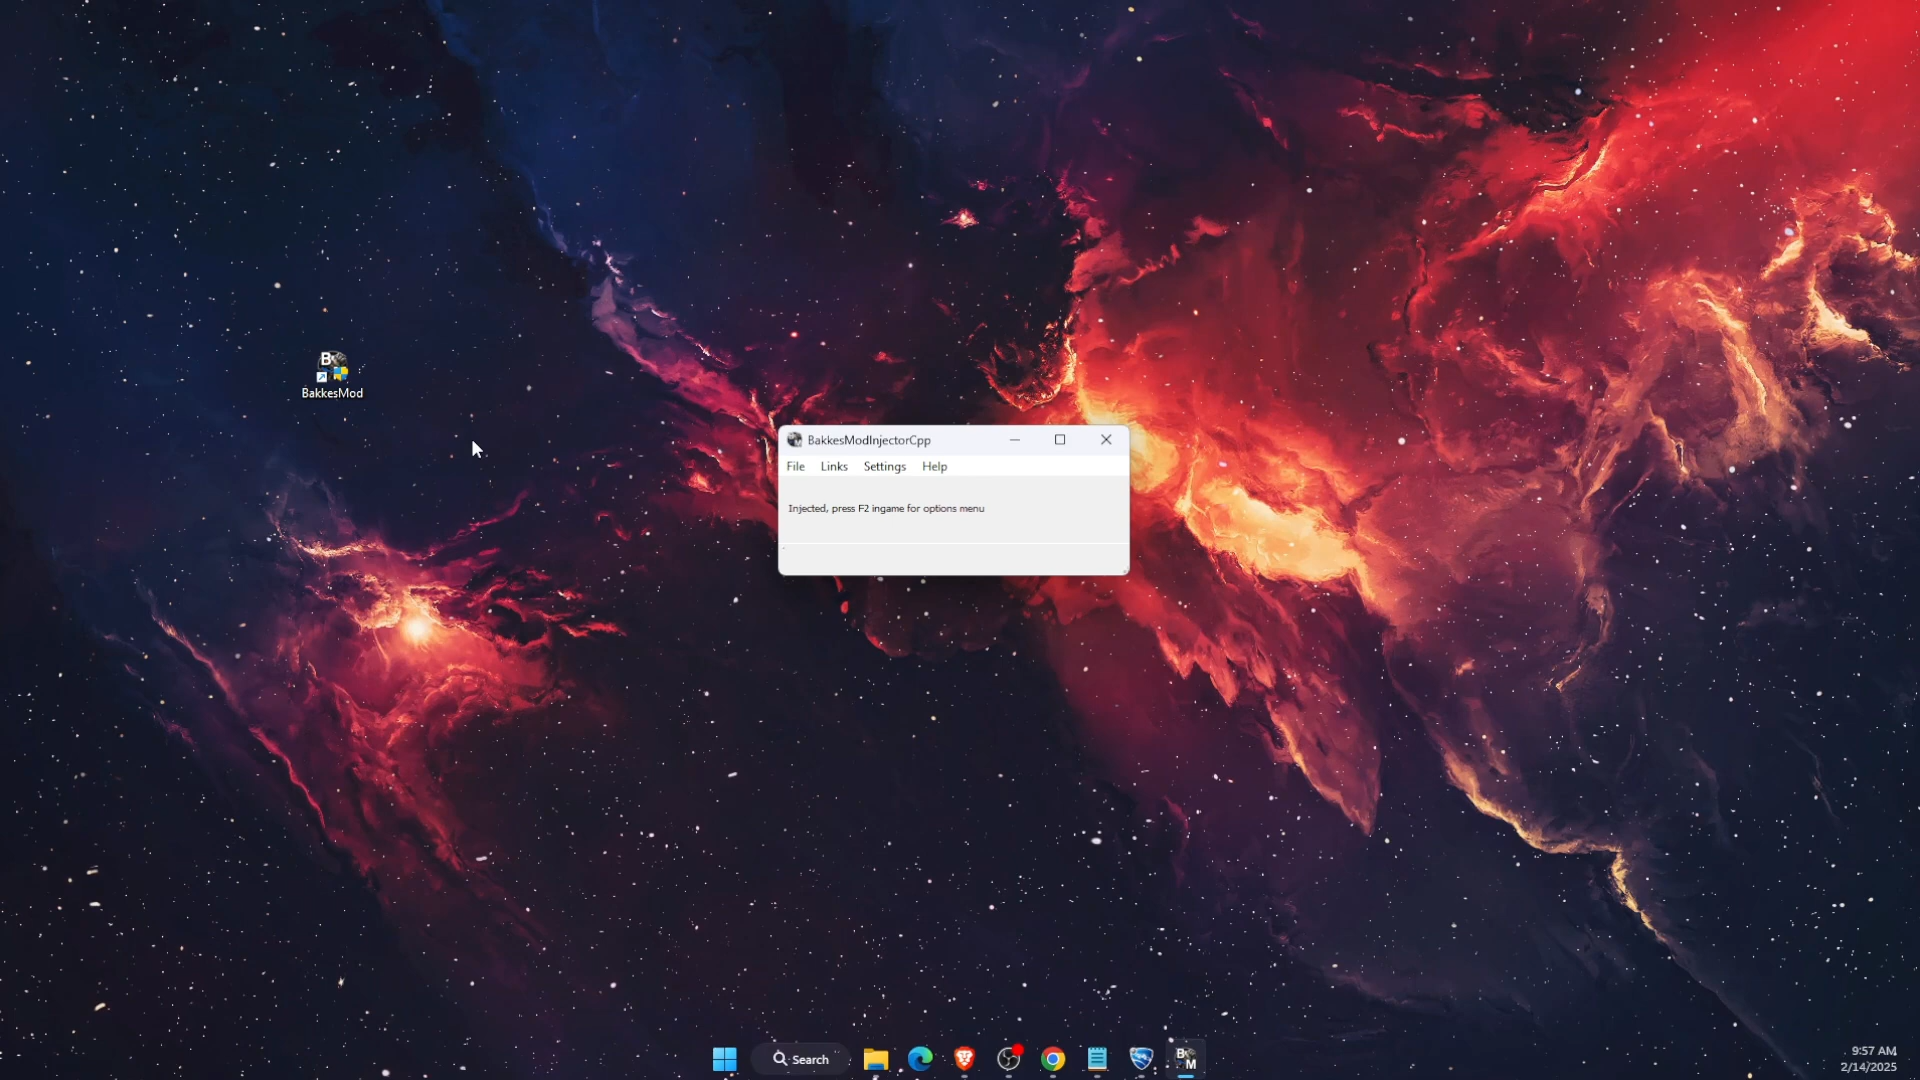 BakkesMod
BakkesModInjectorCpp
File Links Settings Help
Injected, press F2 ingame for options menu
Search
B
M
9:57 AM
2/14/2025